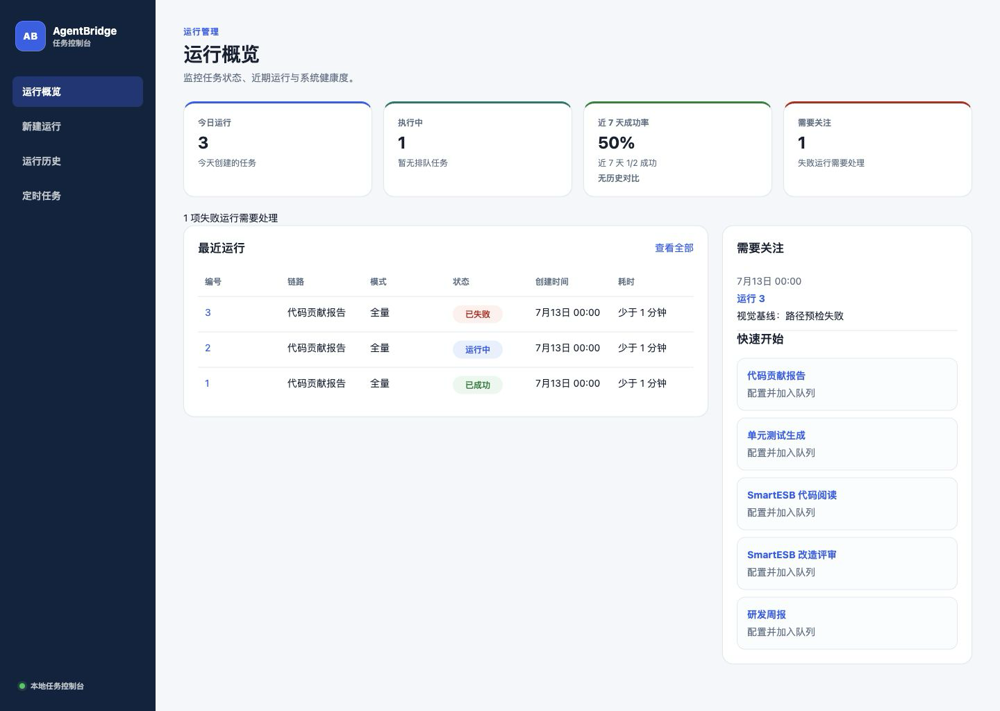 AB
AgentBridge
任务控制台
运行概览
新建运行
运行历史
定时任务
本地任务控制台
运行管理
运行概览
监控任务状态、近期运行与系统健康度。
今日运行
3
今天创建的任务
执行中
1
暂无排队任务
近 7 天成功率
50%
近 7 天 1/2 成功
无历史对比
需要关注
1
失败运行需要处理
1 项失败运行需要处理
最近运行 查看全部
编号 链路 模式 状态 创建时间 耗时
3 代码贡献报告 全量 已失败 7月13日 00:00 少于 1 分钟
2 代码贡献报告 全量 运行中 7月13日 00:00 少于 1 分钟
1 代码贡献报告 全量 已成功 7月13日 00:00 少于 1 分钟
需要关注
7月13日 00:00
运行 3
视觉基线：路径预检失败
快速开始
代码贡献报告
配置并加入队列
单元测试生成
配置并加入队列
SmartESB 代码阅读
配置并加入队列
SmartESB 改造评审
配置并加入队列
研发周报
配置并加入队列